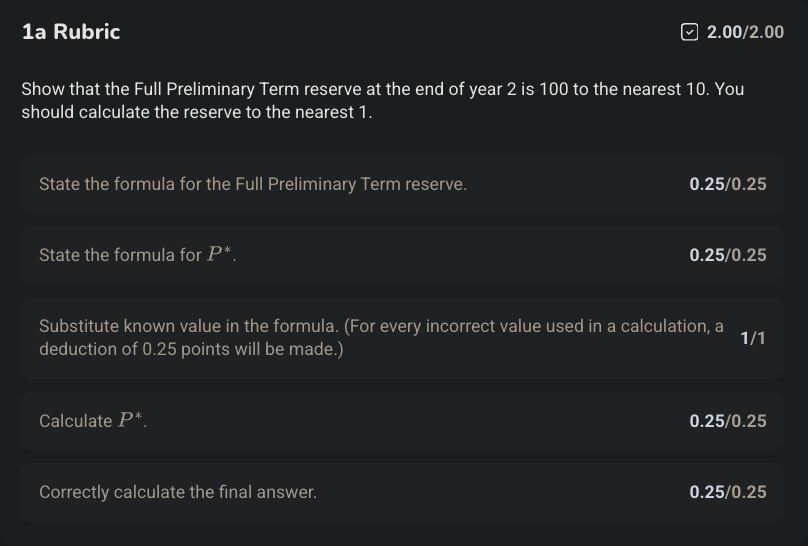 1a Rubric 2.00/2.00
Show that the Full Preliminary Term reserve at the end of year 2 is 100 to the nearest 10. You
should calculate the reserve to the nearest 1.
State the formula for the Full Preliminary Term reserve. 0.25/0.25
State the formula for P*. 0.25/0.25
Substitute known value in the formula. (For every incorrect value used in a calculation, a
deduction of 0.25 points will be made.) 1/1
Calculate P*. 0.25/0.25
Correctly calculate the final answer. 0.25/0.25